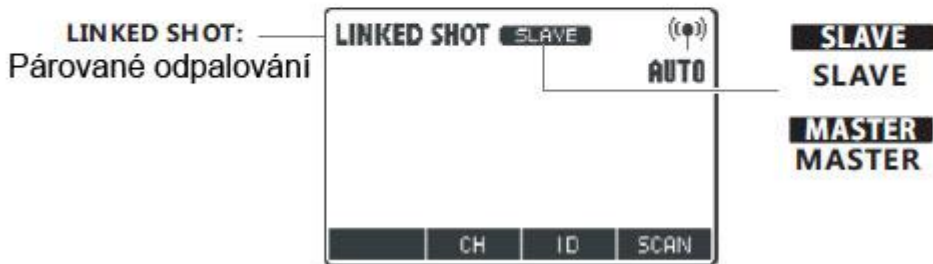 LINKED SHOT:
Párované odpalování
LINKED SHOT SLAVE
AUTO
CH ID SCAN
SLAVE
SLAVE
MASTER
MASTER